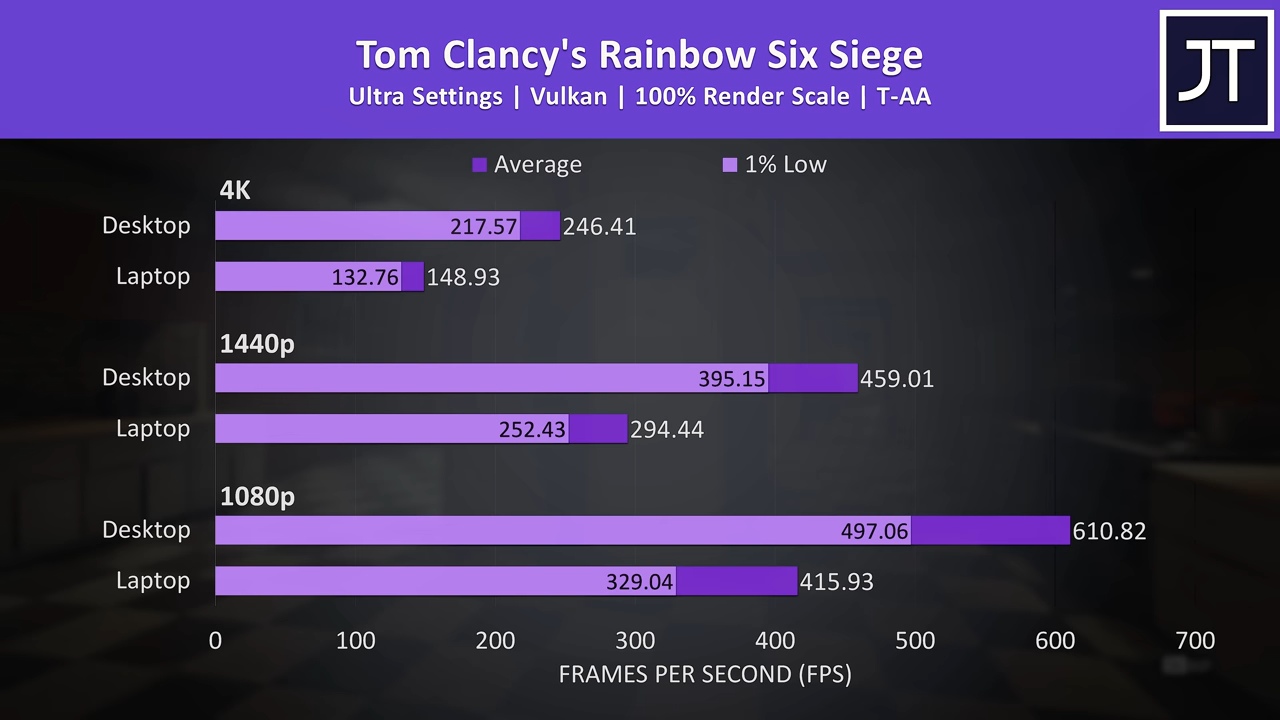 Tom Clancy's Rainbow Six Siege
Ultra Settings | Vulkan | 100% Render Scale | T-AA
JT
Average 1% Low
4K
Desktop 217.57 246.41
Laptop 132.76 148.93
1440p
Desktop 395.15 459.01
Laptop 252.43 294.44
1080p
Desktop 497.06 610.82
Laptop 329.04 415.93
0 100 200 300 400 500 600 700
FRAMES PER SECOND (FPS)